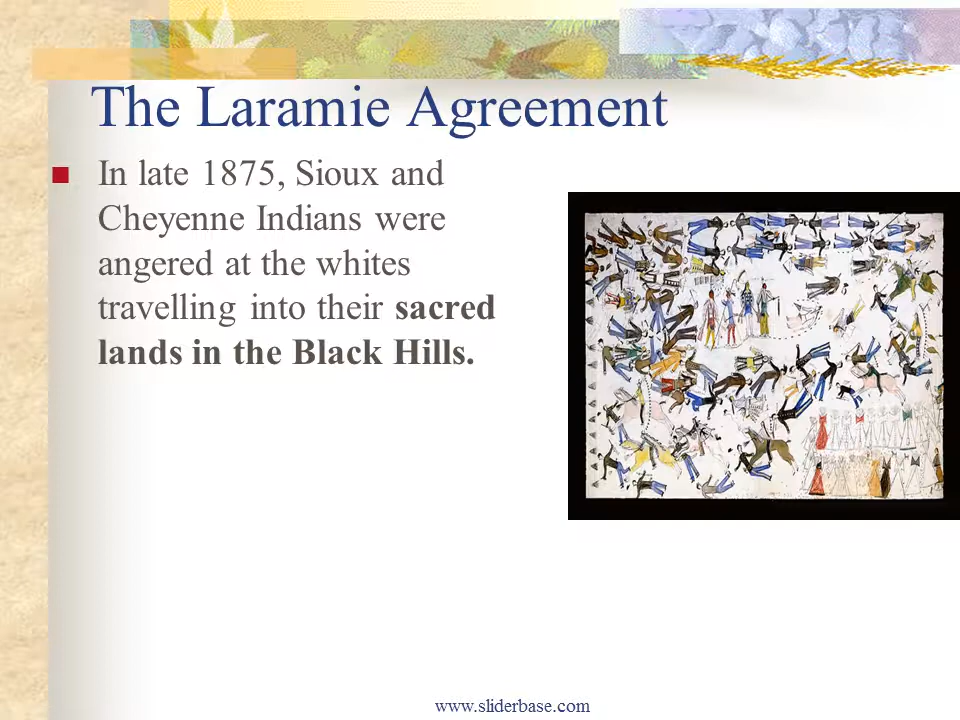 The Laramie Agreement
In late 1875, Sioux and
Cheyenne Indians were
angered at the whites
travelling into their sacred
lands in the Black Hills.
www.sliderbase.com